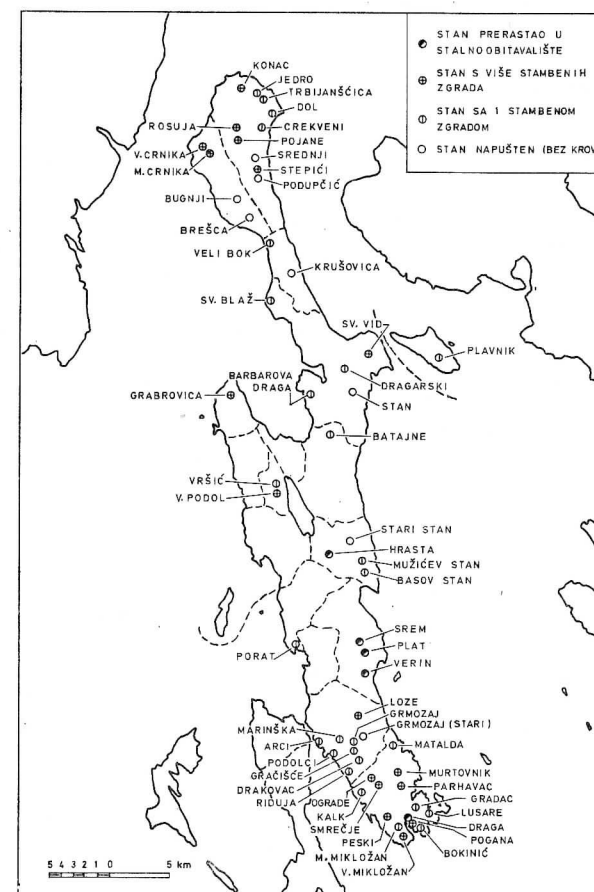 STAN PRERASTAO U
STALNO OBITAVALIŠTE
STAN S VIŠE STAMBENIH
ZGRADA
STAN SA 1 STAMBENOM
ZGRADOM
STAN NAPUŠTEN (BEZ KROV
KONAC
JEDRO
TRBIJANŠĆICA
DOL
ROSUJA
CREKVENI
POJANE
V. CRNIKA
SREDNJI
M. CRNIKA
STEPIĆI
PODUPČIĆ
BUGNJI
BREŠCA
VELI BOK
KRUŠOVICA
SV. BLAŽ
SV. VID
PLAVNIK
BARBAROVA
DRAGA
DRAGARSKI
GRABROVICA
STAN
BATAJNE
VRŠIĆ
V. PODOL
STARI STAN
HRASTA
MUŽIĆEV STAN
BASOV STAN
SREM
PLAT
PORAT
VERIN
LOZE
GRMOZAJ
GRMOZAJ (STARI)
MARINŠKA
ARCI
MATALDA
PODOLCI
GRAČIŠĆE
DRAKOVAC
RIDUJA
MURTOVNIK
PARHAVAC
OGRADE
KALK
SMREČJE
GRADAC
LUSARE
PESKI
DRAGA
POGANA
M. MIKLOŽAN
BOKINIĆ
V. MIKLOŽAN
5 4 3 2 1 0 5 km